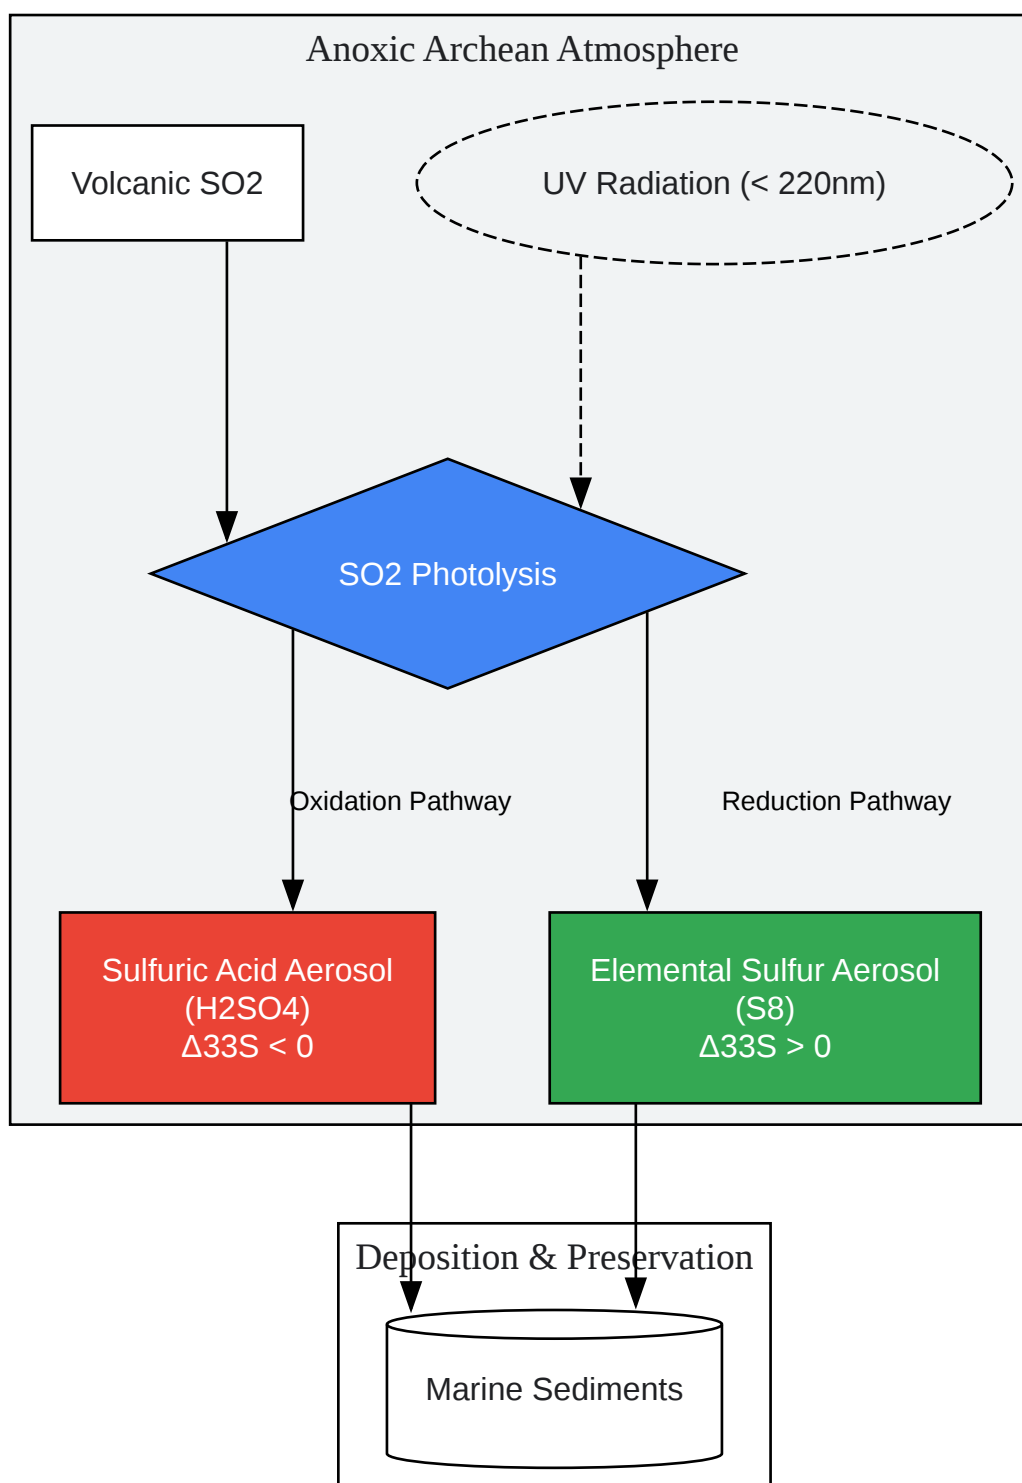 Anoxic Archean Atmosphere
Volcanic SO2
UV Radiation (< 220nm)
SO2 Photolysis
Oxidation Pathway
Reduction Pathway
Sulfuric Acid Aerosol
(H2SO4)
Δ33S < 0
Elemental Sulfur Aerosol
(S8)
Δ33S > 0
Deposition & Preservation
Marine Sediments